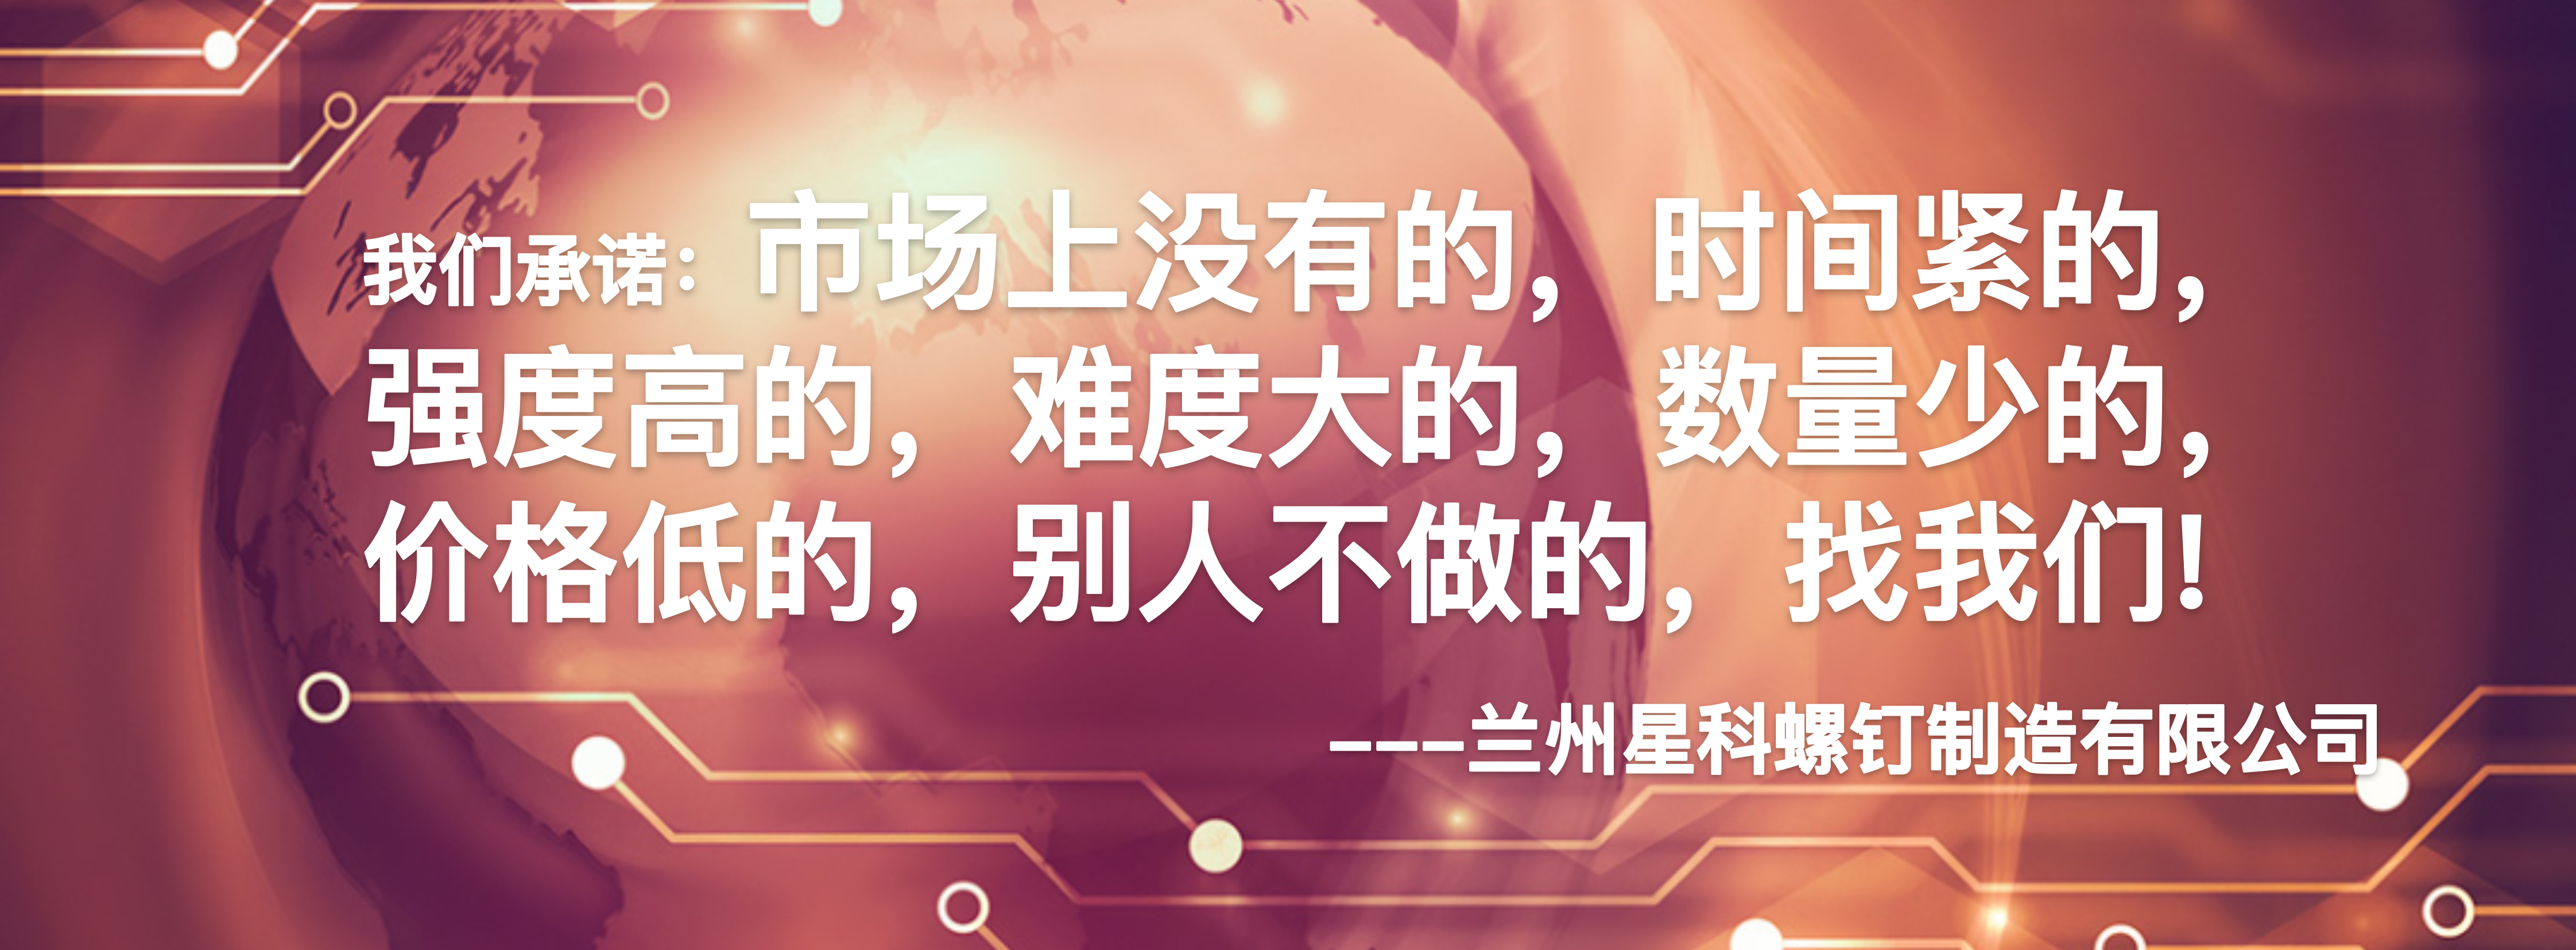 我们承诺：市场上没有的，时间紧的，
强度高的，难度大的，数量少的，
价格低的，别人不做的，找我们！
———兰州星科螺钉制造有限公司